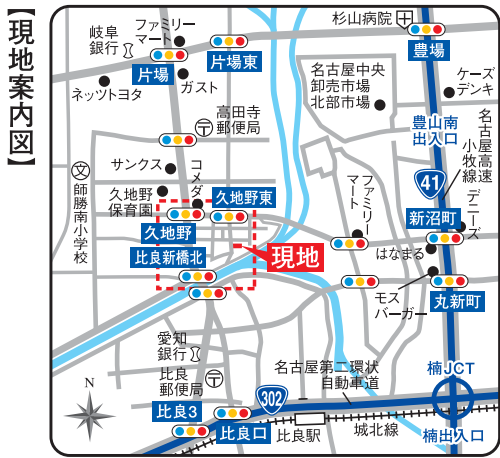 【現地案内図】
杉山病院
岐阜
銀行
ファミリー
マート
片場
片場東
豊場
ネッツトヨタ
ガスト
名古屋中央
卸売市場
北部市場
ケーズ
デンキ
高田寺
郵便局
豊山南
出入口
名古屋高速
小牧線
文
師勝南小学校
サンクス
コメダ
久地野
保育園
久地野東
久地野
比良新橋北
現地
ファミリー
マート
41
新沼町
デニーズ
はなまる
モス
バーガー
丸新町
愛知
銀行
比良
郵便局
名古屋第二環状
自動車道
楠JCT
N
302
比良3
比良口
比良駅
城北線
楠出入口